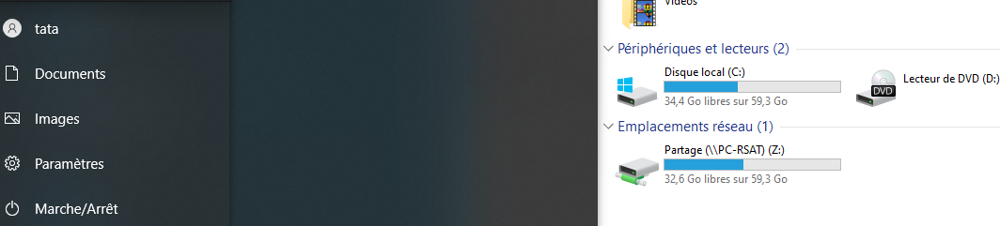 tata
Documents
Images
Paramètres
Marche/Arrêt
Vidéos
Périphériques et lecteurs (2)
Disque local (C:)
34,4 Go libres sur 59,3 Go
Lecteur de DVD (D:)
DVD
Emplacements réseau (1)
Partage (\\PC-RSAT) (Z:)
32,6 Go libres sur 59,3 Go